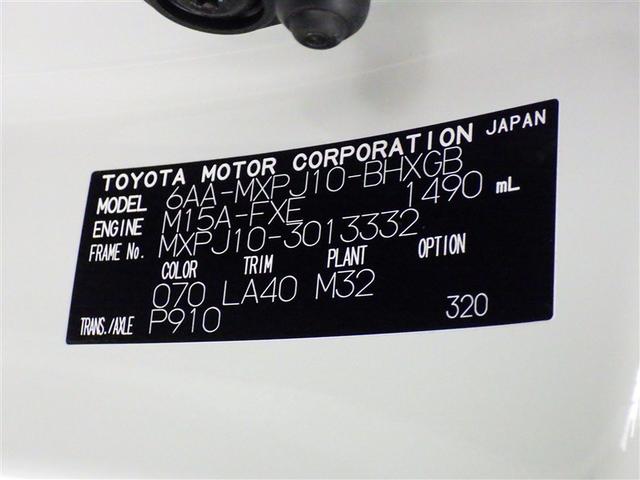 TOYOTA MOTOR CORPORATION JAPAN
MODEL 6AA-MXPJ10-BHXGB
ENGINE M15A-FXE 1490 mL
FRAME No. MXPJ10-3013332
COLOR TRIM PLANT OPTION
070 LA40 M32
TRANS./AXLE P910 320